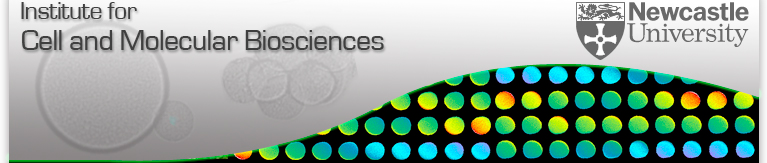 Institute for
Cell and Molecular Biosciences
Newcastle
University